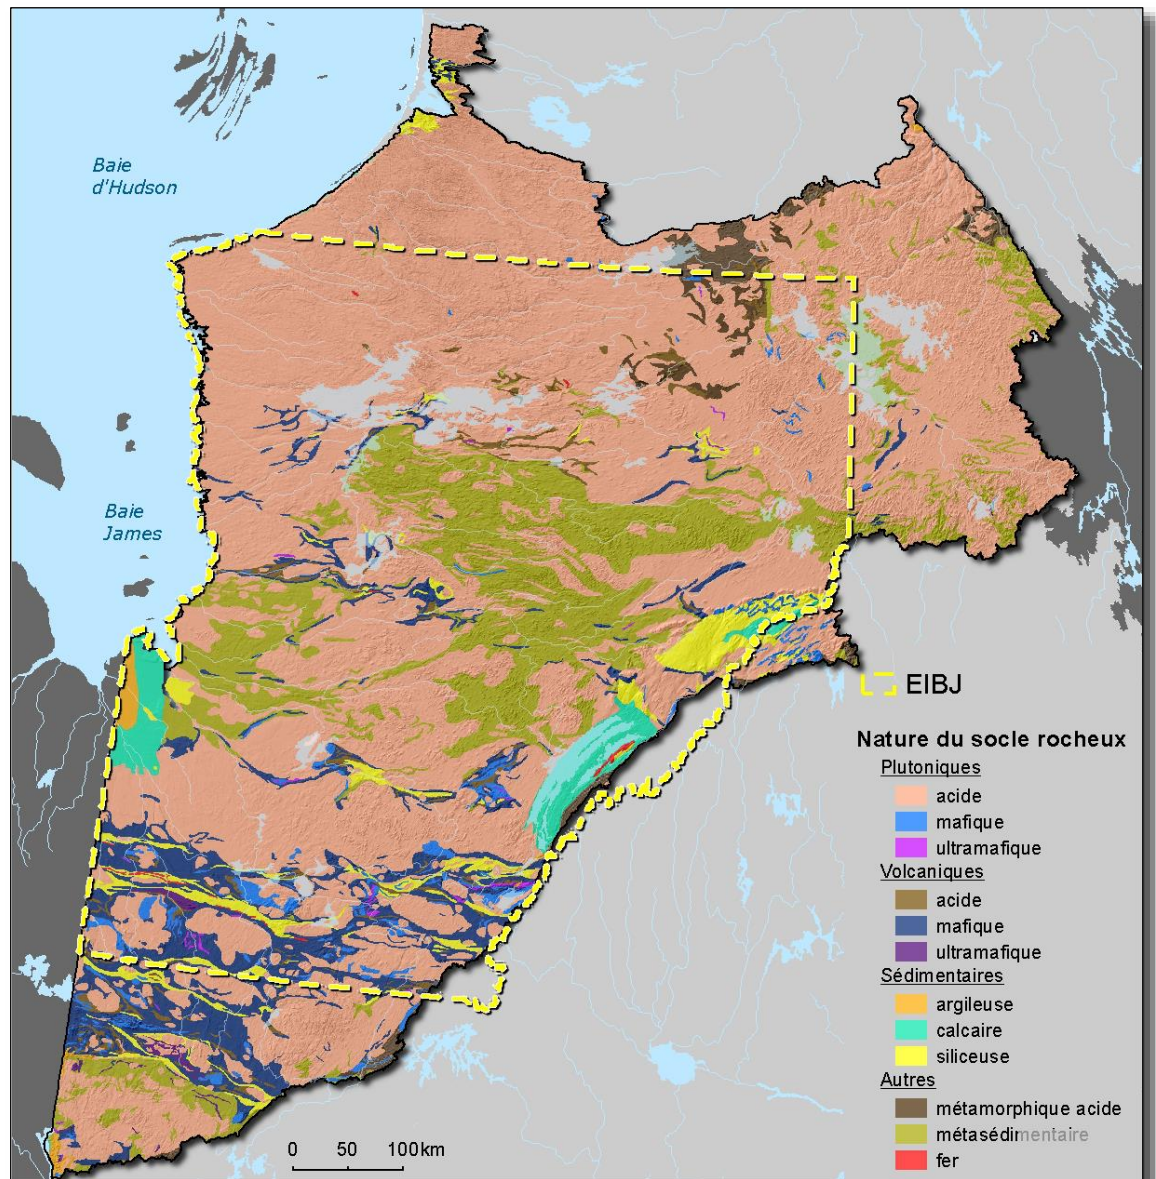 Baie
d'Hudson
Baie
James
EIBJ
Nature du socle rocheux
Plutoniques
acide
mafique
ultramafique
Volcaniques
acide
mafique
ultramafique
Sédimentaires
argileuse
calcaire
siliceuse
Autres
métamorphique acide
métasédimentaire
fer
0 50 100km